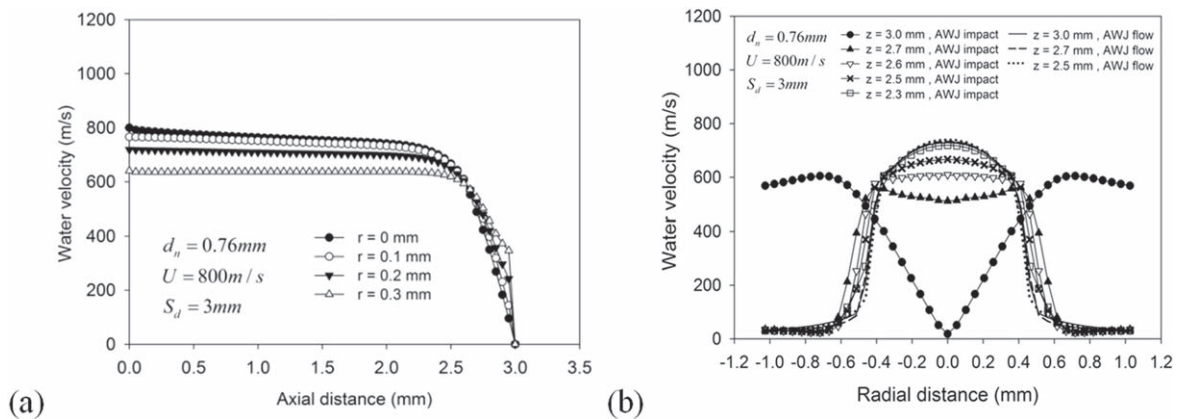 1200
1000
800
600
400
200
0
Water velocity (m/s)
d_n = 0.76mm
U = 800m / s
S_d = 3mm
r = 0 mm
r = 0.1 mm
r = 0.2 mm
r = 0.3 mm
0.0 0.5 1.0 1.5 2.0 2.5 3.0 3.5
Axial distance (mm)
(a)
1200
1000
800
600
400
200
0
Water velocity (m/s)
d_n = 0.76mm
U = 800m / s
S_d = 3mm
z = 3.0 mm , AWJ impact
z = 2.7 mm , AWJ impact
z = 2.6 mm , AWJ impact
z = 2.5 mm , AWJ impact
z = 2.3 mm , AWJ impact
z = 3.0 mm , AWJ flow
z = 2.7 mm , AWJ flow
z = 2.5 mm , AWJ flow
-1.2 -1.0 -0.8 -0.6 -0.4 -0.2 0.0 0.2 0.4 0.6 0.8 1.0 1.2
Radial distance (mm)
(b)